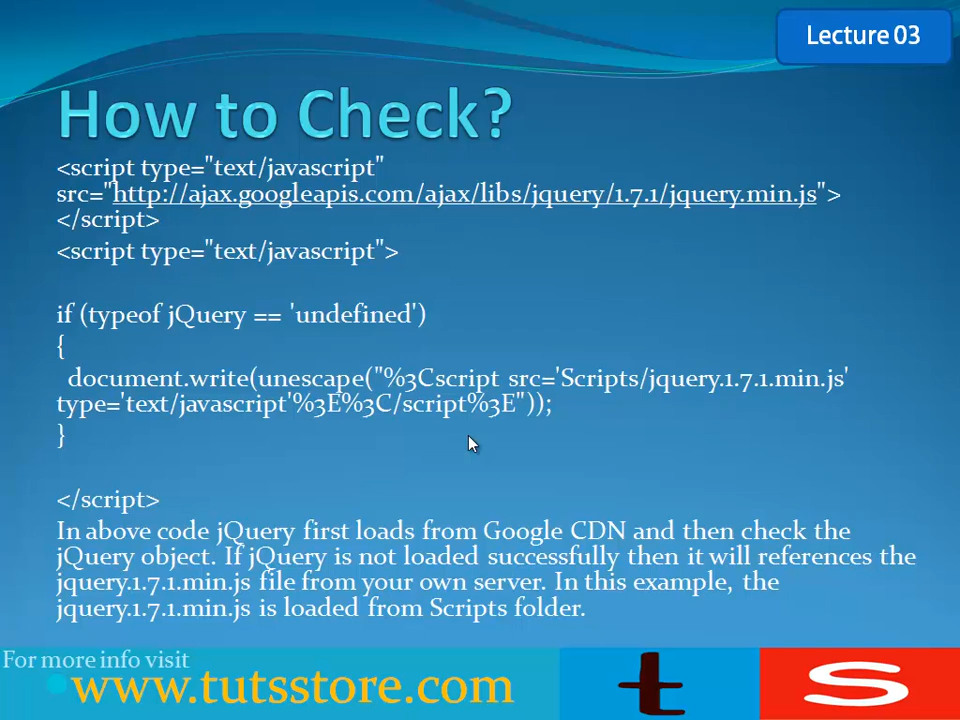 Lecture 03
How to Check?
<script type="text/javascript"
src="http://ajax.googleapis.com/ajax/libs/jquery/1.7.1/jquery.min.js">
</script>
<script type="text/javascript">
if (typeof jQuery == 'undefined')
{
document.write(unescape("%3Cscript src='Scripts/jquery.1.7.1.min.js'
type='text/javascript'%3E%3C/script%3E"));
}
</script>
In above code jQuery first loads from Google CDN and then check the
jQuery object. If jQuery is not loaded successfully then it will references the
jquery.1.7.1.min.js file from your own server. In this example, the
jquery.1.7.1.min.js is loaded from Scripts folder.
For more info visit
www.tutsstore.com
t s